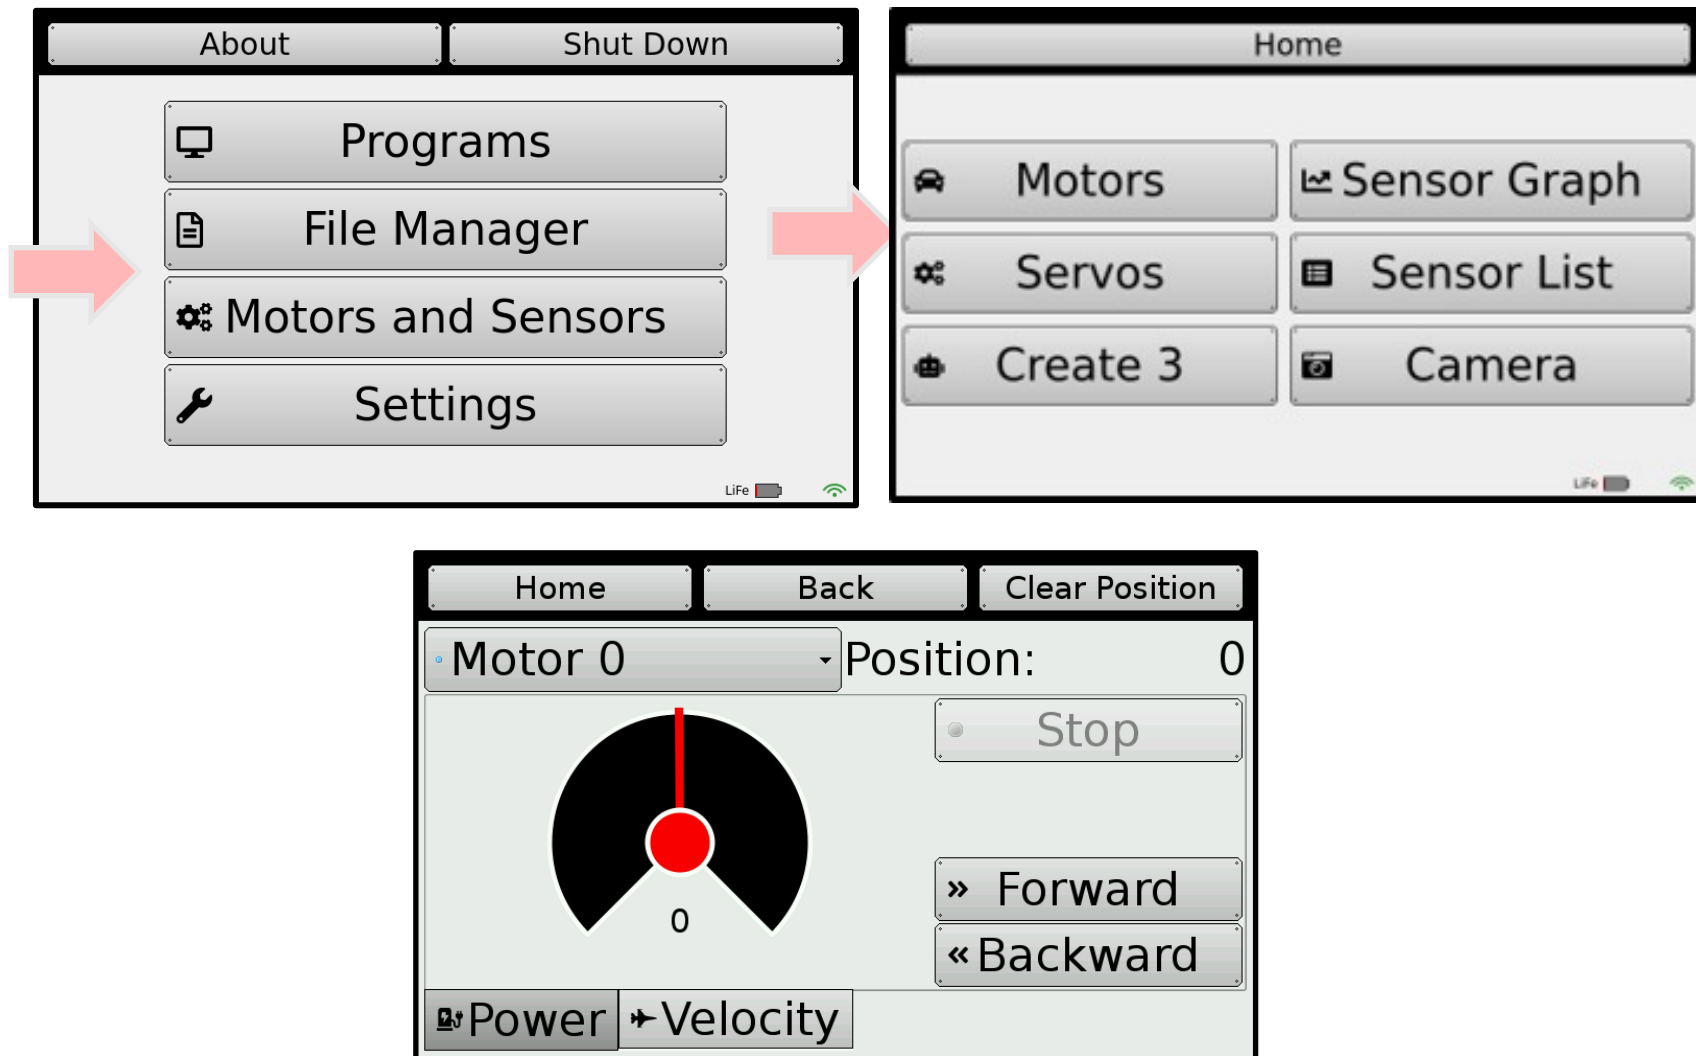 About Shut Down
Programs
File Manager
Motors and Sensors
Settings
LiFe
Home
Motors Sensor Graph
Servos Sensor List
Create 3 Camera
LiFe
Home Back Clear Position
Motor 0 Position: 0
Stop
0
Forward
Backward
Power Velocity